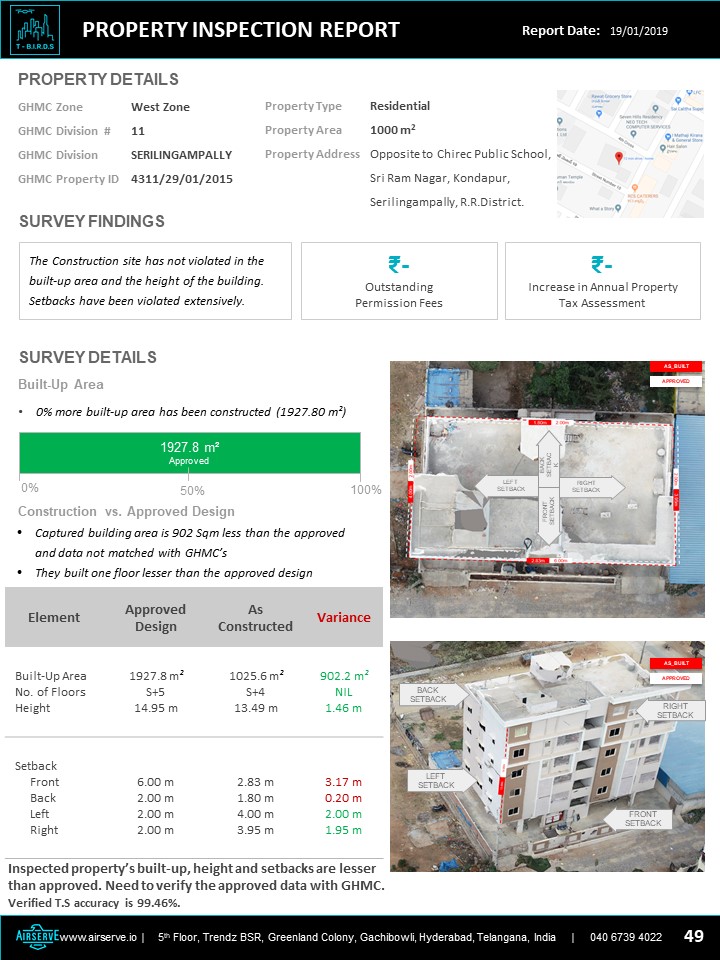 T - B.I.R.D.S
PROPERTY INSPECTION REPORT
Report Date: 19/01/2019
PROPERTY DETAILS
GHMC Zone West Zone
GHMC Division # 11
GHMC Division SERILINGAMPALLY
GHMC Property ID 4311/29/01/2015
Property Type Residential
Property Area 1000 m²
Property Address Opposite to Chirec Public School,
Sri Ram Nagar, Kondapur,
Serilingampally, R.R.District.
SURVEY FINDINGS
The Construction site has not violated in the
built-up area and the height of the building.
Setbacks have been violated extensively.
₹-
Outstanding
Permission Fees
₹-
Increase in Annual Property
Tax Assessment
SURVEY DETAILS
Built-Up Area
• 0% more built-up area has been constructed (1927.80 m²)
1927.8 m²
Approved
0% 50% 100%
Construction vs. Approved Design
• Captured building area is 902 Sqm less than the approved
and data not matched with GHMC's
• They built one floor lesser than the approved design
Element Approved Design As Constructed Variance
Built-Up Area 1927.8 m² 1025.6 m² 902.2 m²
No. of Floors S+5 S+4 NIL
Height 14.95 m 13.49 m 1.46 m
Setback
Front 6.00 m 2.83 m 3.17 m
Back 2.00 m 1.80 m 0.20 m
Left 2.00 m 4.00 m 2.00 m
Right 2.00 m 3.95 m 1.95 m
Inspected property's built-up, height and setbacks are lesser
than approved. Need to verify the approved data with GHMC.
Verified T.S accuracy is 99.46%.
AS_BUILT
APPROVED
1.80m 2.00m
BACK SETBACK
LEFT SETBACK
RIGHT SETBACK
FRONT SETBACK
2.83m 6.00m
AS_BUILT
APPROVED
BACK SETBACK
RIGHT SETBACK
LEFT SETBACK
FRONT SETBACK
AIRSERVE www.airserve.io | 5th Floor, Trendz BSR, Greenland Colony, Gachibowli, Hyderabad, Telangana, India | 040 6739 4022 49